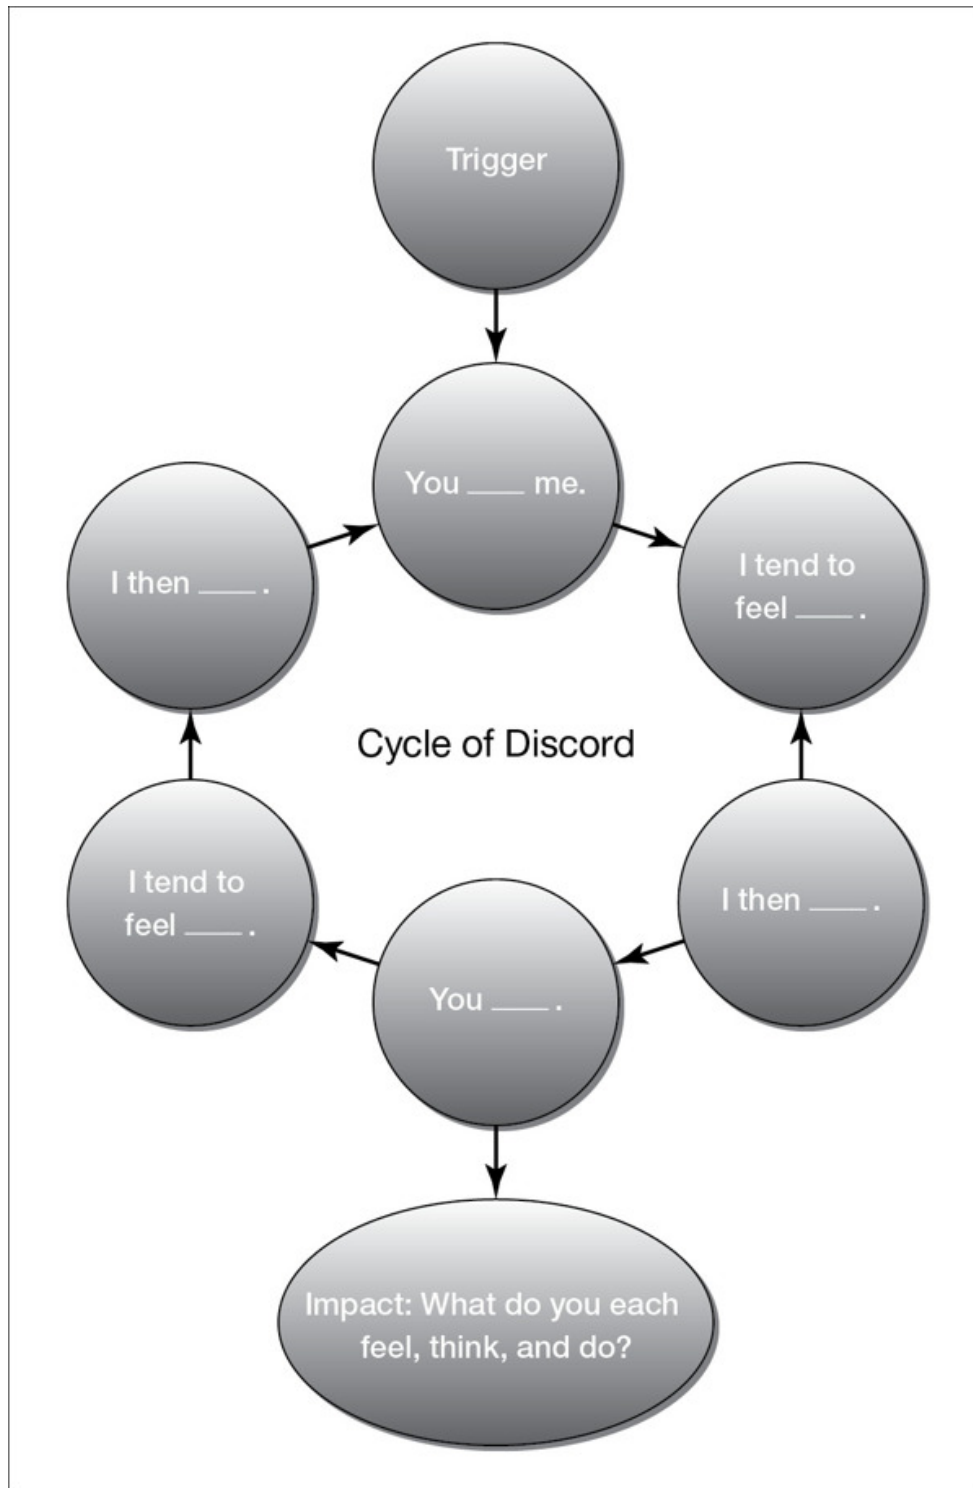 Trigger
You ____ me.
I tend to
feel ____ .
I then ____ .
You ____ .
I tend to
feel ____ .
I then ____ .
Cycle of Discord
Impact: What do you each
feel, think, and do?